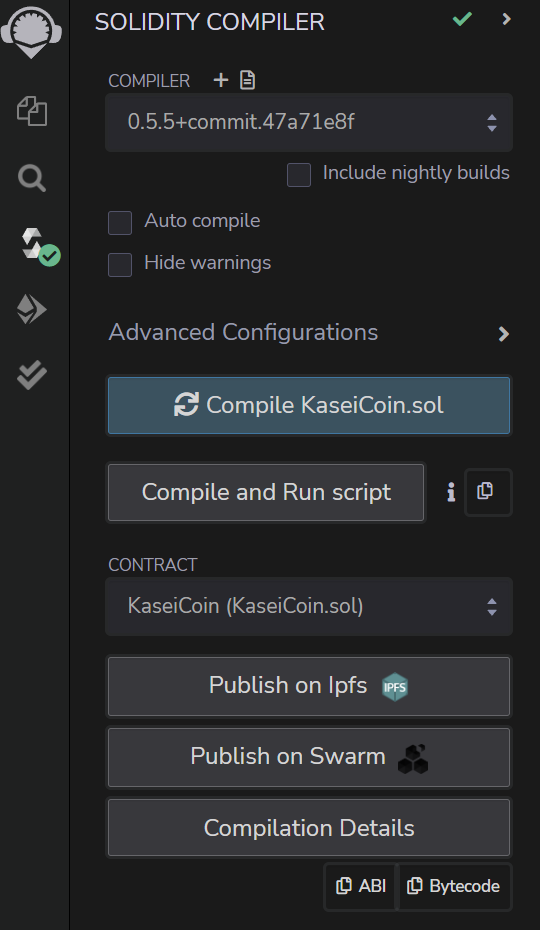 SOLIDITY COMPILER
COMPILER
0.5.5+commit.47a71e8f
Include nightly builds
Auto compile
Hide warnings
Advanced Configurations
Compile KaseiCoin.sol
Compile and Run script
CONTRACT
KaseiCoin (KaseiCoin.sol)
Publish on Ipfs IPFS
Publish on Swarm
Compilation Details
ABI Bytecode